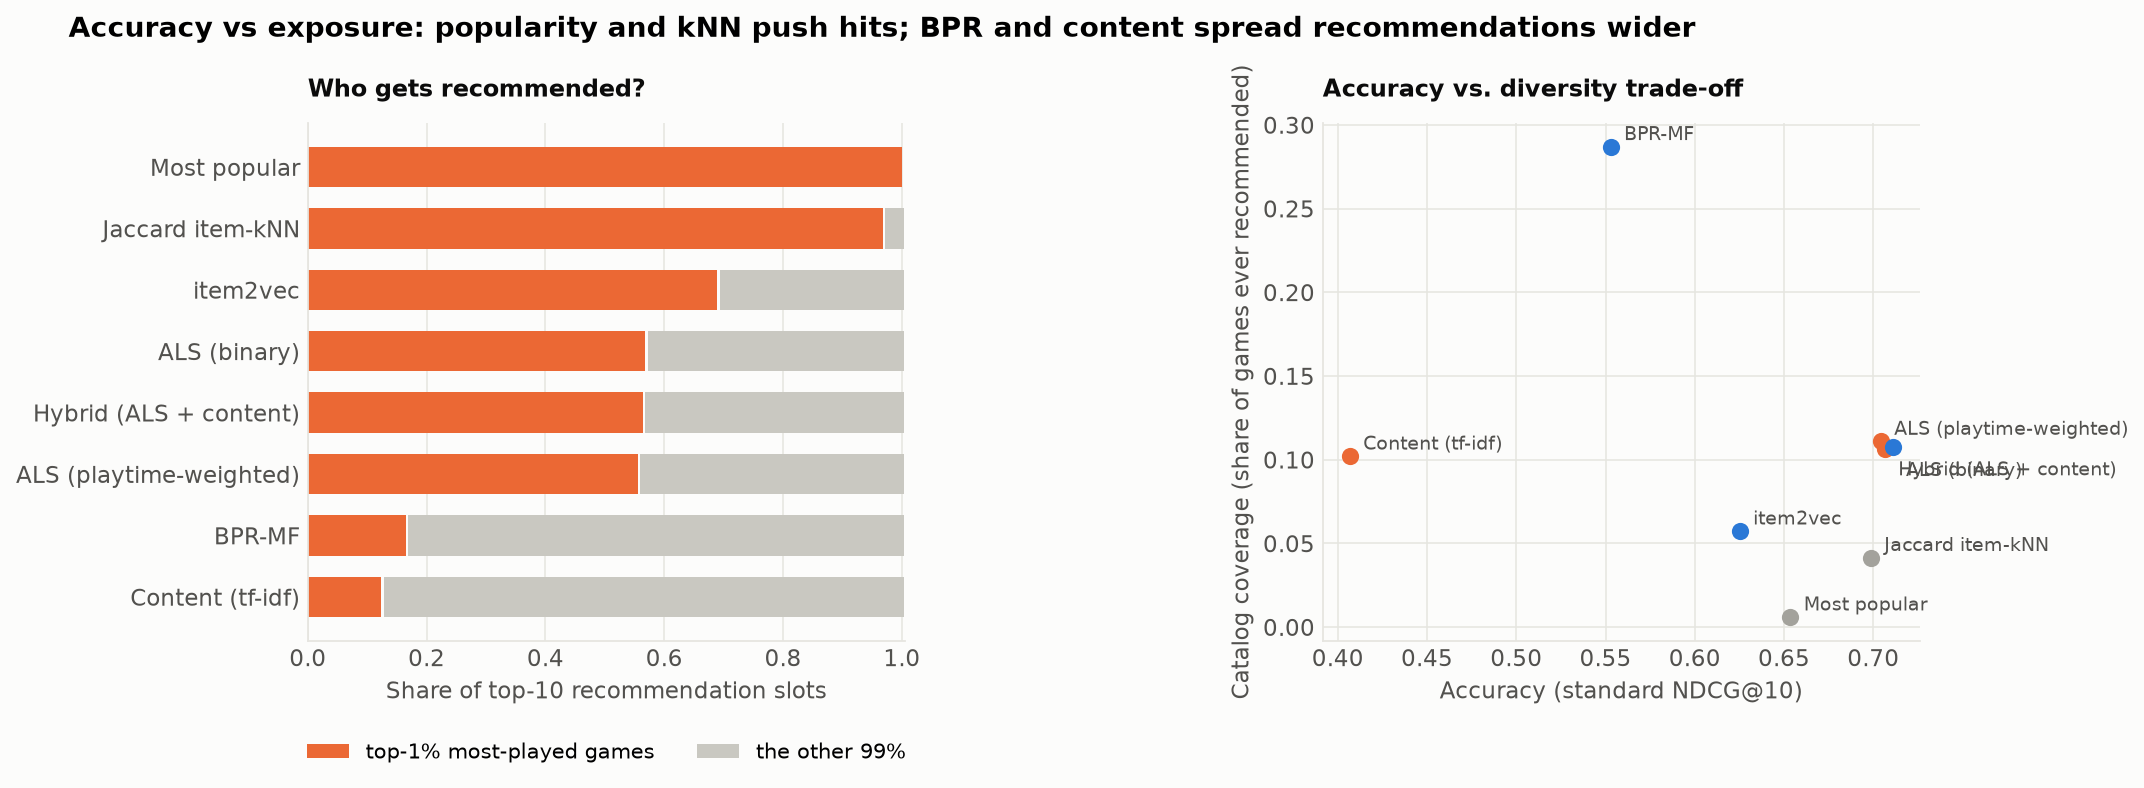 Accuracy vs exposure: popularity and kNN push hits; BPR and content spread recommendations wider
Who gets recommended?
Most popular
Jaccard item-kNN
item2vec
ALS (binary)
Hybrid (ALS + content)
ALS (playtime-weighted)
BPR-MF
Content (tf-idf)
0.0 0.2 0.4 0.6 0.8 1.0
Share of top-10 recommendation slots
top-1% most-played games
the other 99%
Accuracy vs. diversity trade-off
Catalog coverage (share of games ever recommended)
0.30
0.25
0.20
0.15
0.10
0.05
0.00
BPR-MF
ALS (playtime-weighted)
Content (tf-idf)
Hybrid (ALS + content)
ALS (binary)
item2vec
Jaccard item-kNN
Most popular
0.40 0.45 0.50 0.55 0.60 0.65 0.70
Accuracy (standard NDCG@10)